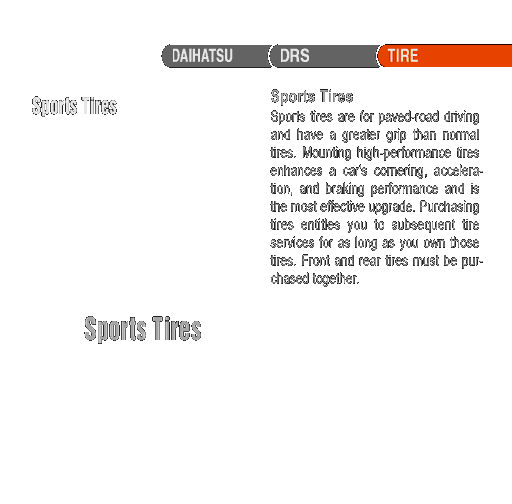 DAIHATSU DRS TIRE
Sports Tires
Sports Tires
Sports tires are for paved-road driving
and have a greater grip than normal
tires. Mounting high-performance tires
enhances a car's cornering, accelera-
tion, and braking performance and is
the most effective upgrade. Purchasing
tires entitles you to subsequent tire
services for as long as you own those
tires. Front and rear tires must be pur-
chased together.
Sports Tires